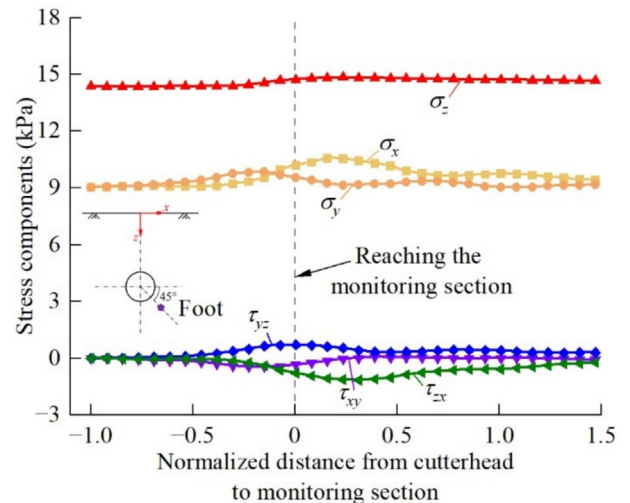 18
15
12
9
6
3
0
−3
Stress components (kPa)
σz
σx
σy
x
z
45°
Foot
Reaching the
monitoring section
τyz
τxy
τzx
-1.0
−0.5
0
0.5
1.0
1.5
Normalized distance from cutterhead
to monitoring section